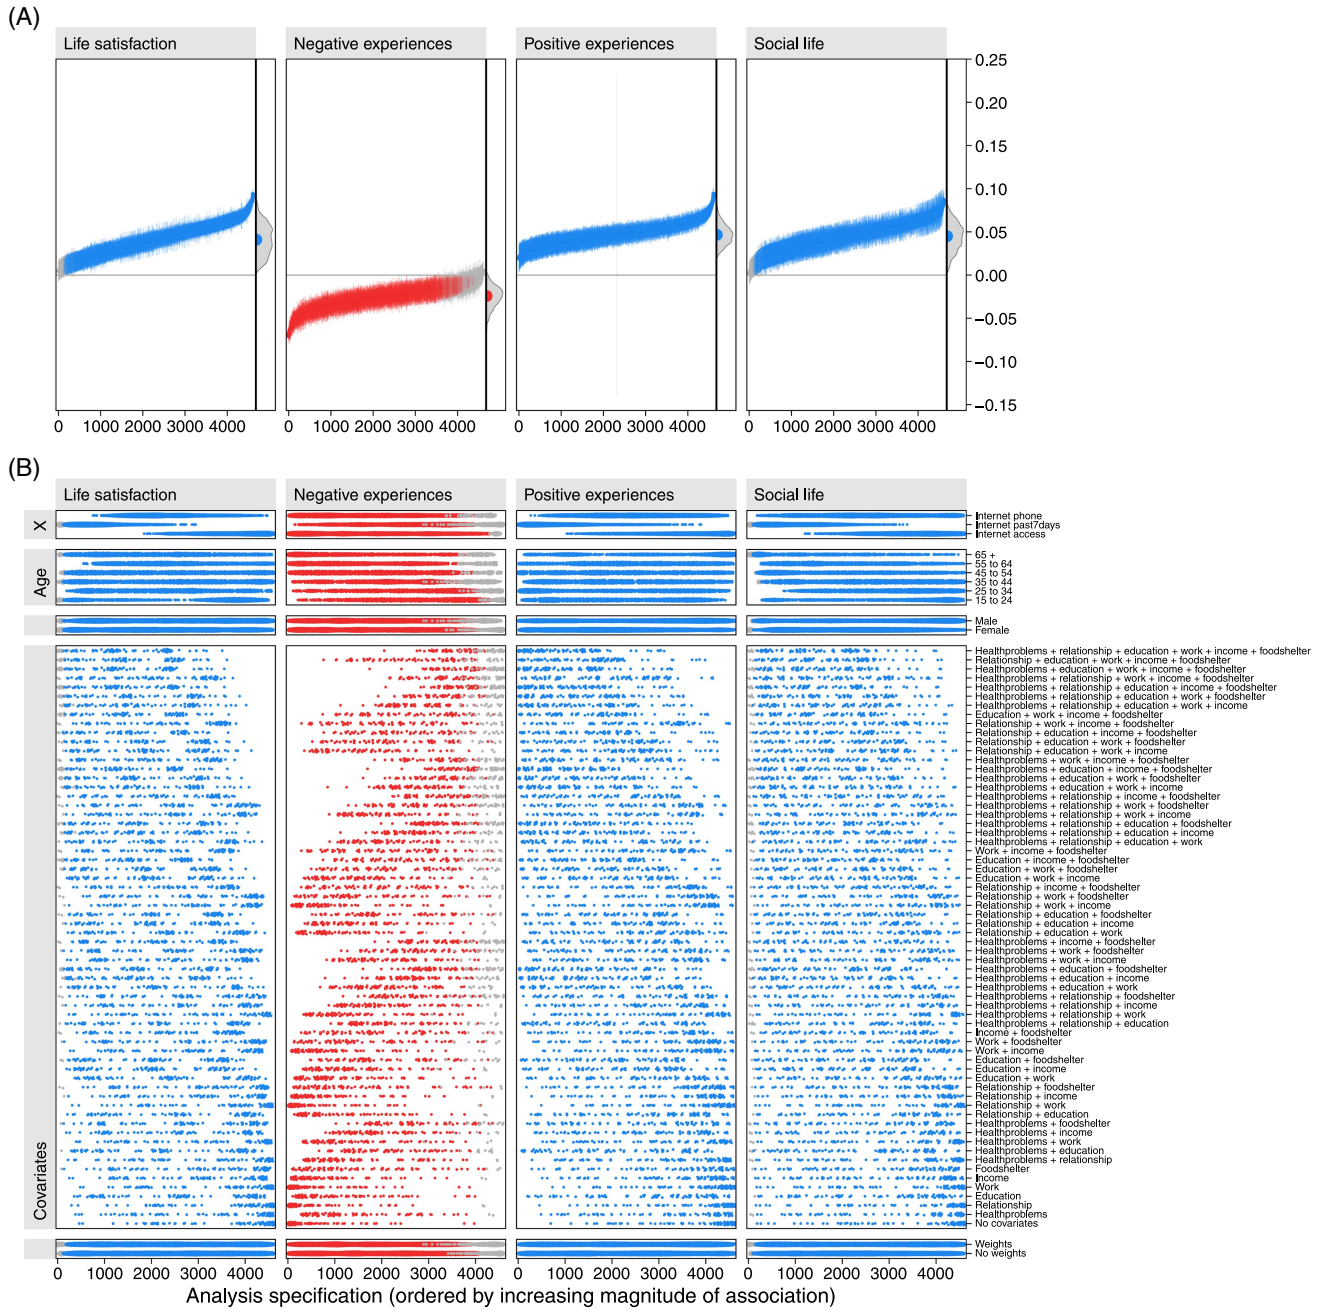 (A)
Life satisfaction
Negative experiences
Positive experiences
Social life
0.25
0.20
0.15
0.10
0.05
0.00
−0.05
−0.10
−0.15
0 1000 2000 3000 4000
0 1000 2000 3000 4000
0 1000 2000 3000 4000
0 1000 2000 3000 4000
(B)
Life satisfaction
Negative experiences
Positive experiences
Social life
X
Internet phone
Internet past7days
Internet access
Age
65 +
55 to 64
45 to 54
35 to 44
25 to 34
15 to 24
Male
Female
Covariates
Healthproblems + relationship + education + work + income + foodshelter
Relationship + education + work + income + foodshelter
Healthproblems + education + work + income + foodshelter
Healthproblems + relationship + work + income + foodshelter
Healthproblems + relationship + education + income + foodshelter
Healthproblems + relationship + education + work + foodshelter
Healthproblems + relationship + education + work + income
Education + work + income + foodshelter
Relationship + work + income + foodshelter
Relationship + education + income + foodshelter
Relationship + education + work + foodshelter
Relationship + education + work + income
Healthproblems + work + income + foodshelter
Healthproblems + education + income + foodshelter
Healthproblems + education + work + foodshelter
Healthproblems + education + work + income
Healthproblems + relationship + income + foodshelter
Healthproblems + relationship + work + foodshelter
Healthproblems + relationship + work + income
Healthproblems + relationship + education + foodshelter
Healthproblems + relationship + education + income
Healthproblems + relationship + education + work
Work + income + foodshelter
Education + income + foodshelter
Education + work + foodshelter
Education + work + income
Relationship + income + foodshelter
Relationship + work + foodshelter
Relationship + work + income
Relationship + education + foodshelter
Relationship + education + income
Relationship + education + work
Healthproblems + income + foodshelter
Healthproblems + work + foodshelter
Healthproblems + work + income
Healthproblems + education + foodshelter
Healthproblems + education + income
Healthproblems + education + work
Healthproblems + relationship + foodshelter
Healthproblems + relationship + income
Healthproblems + relationship + work
Healthproblems + relationship + education
Income + foodshelter
Work + foodshelter
Work + income
Education + foodshelter
Education + income
Education + work
Relationship + foodshelter
Relationship + income
Relationship + work
Relationship + education
Healthproblems + foodshelter
Healthproblems + income
Healthproblems + work
Healthproblems + education
Healthproblems + relationship
Foodshelter
Income
Work
Education
Relationship
Healthproblems
No covariates
Weights
No weights
0 1000 2000 3000 4000
0 1000 2000 3000 4000
0 1000 2000 3000 4000
0 1000 2000 3000 4000
Analysis specification (ordered by increasing magnitude of association)